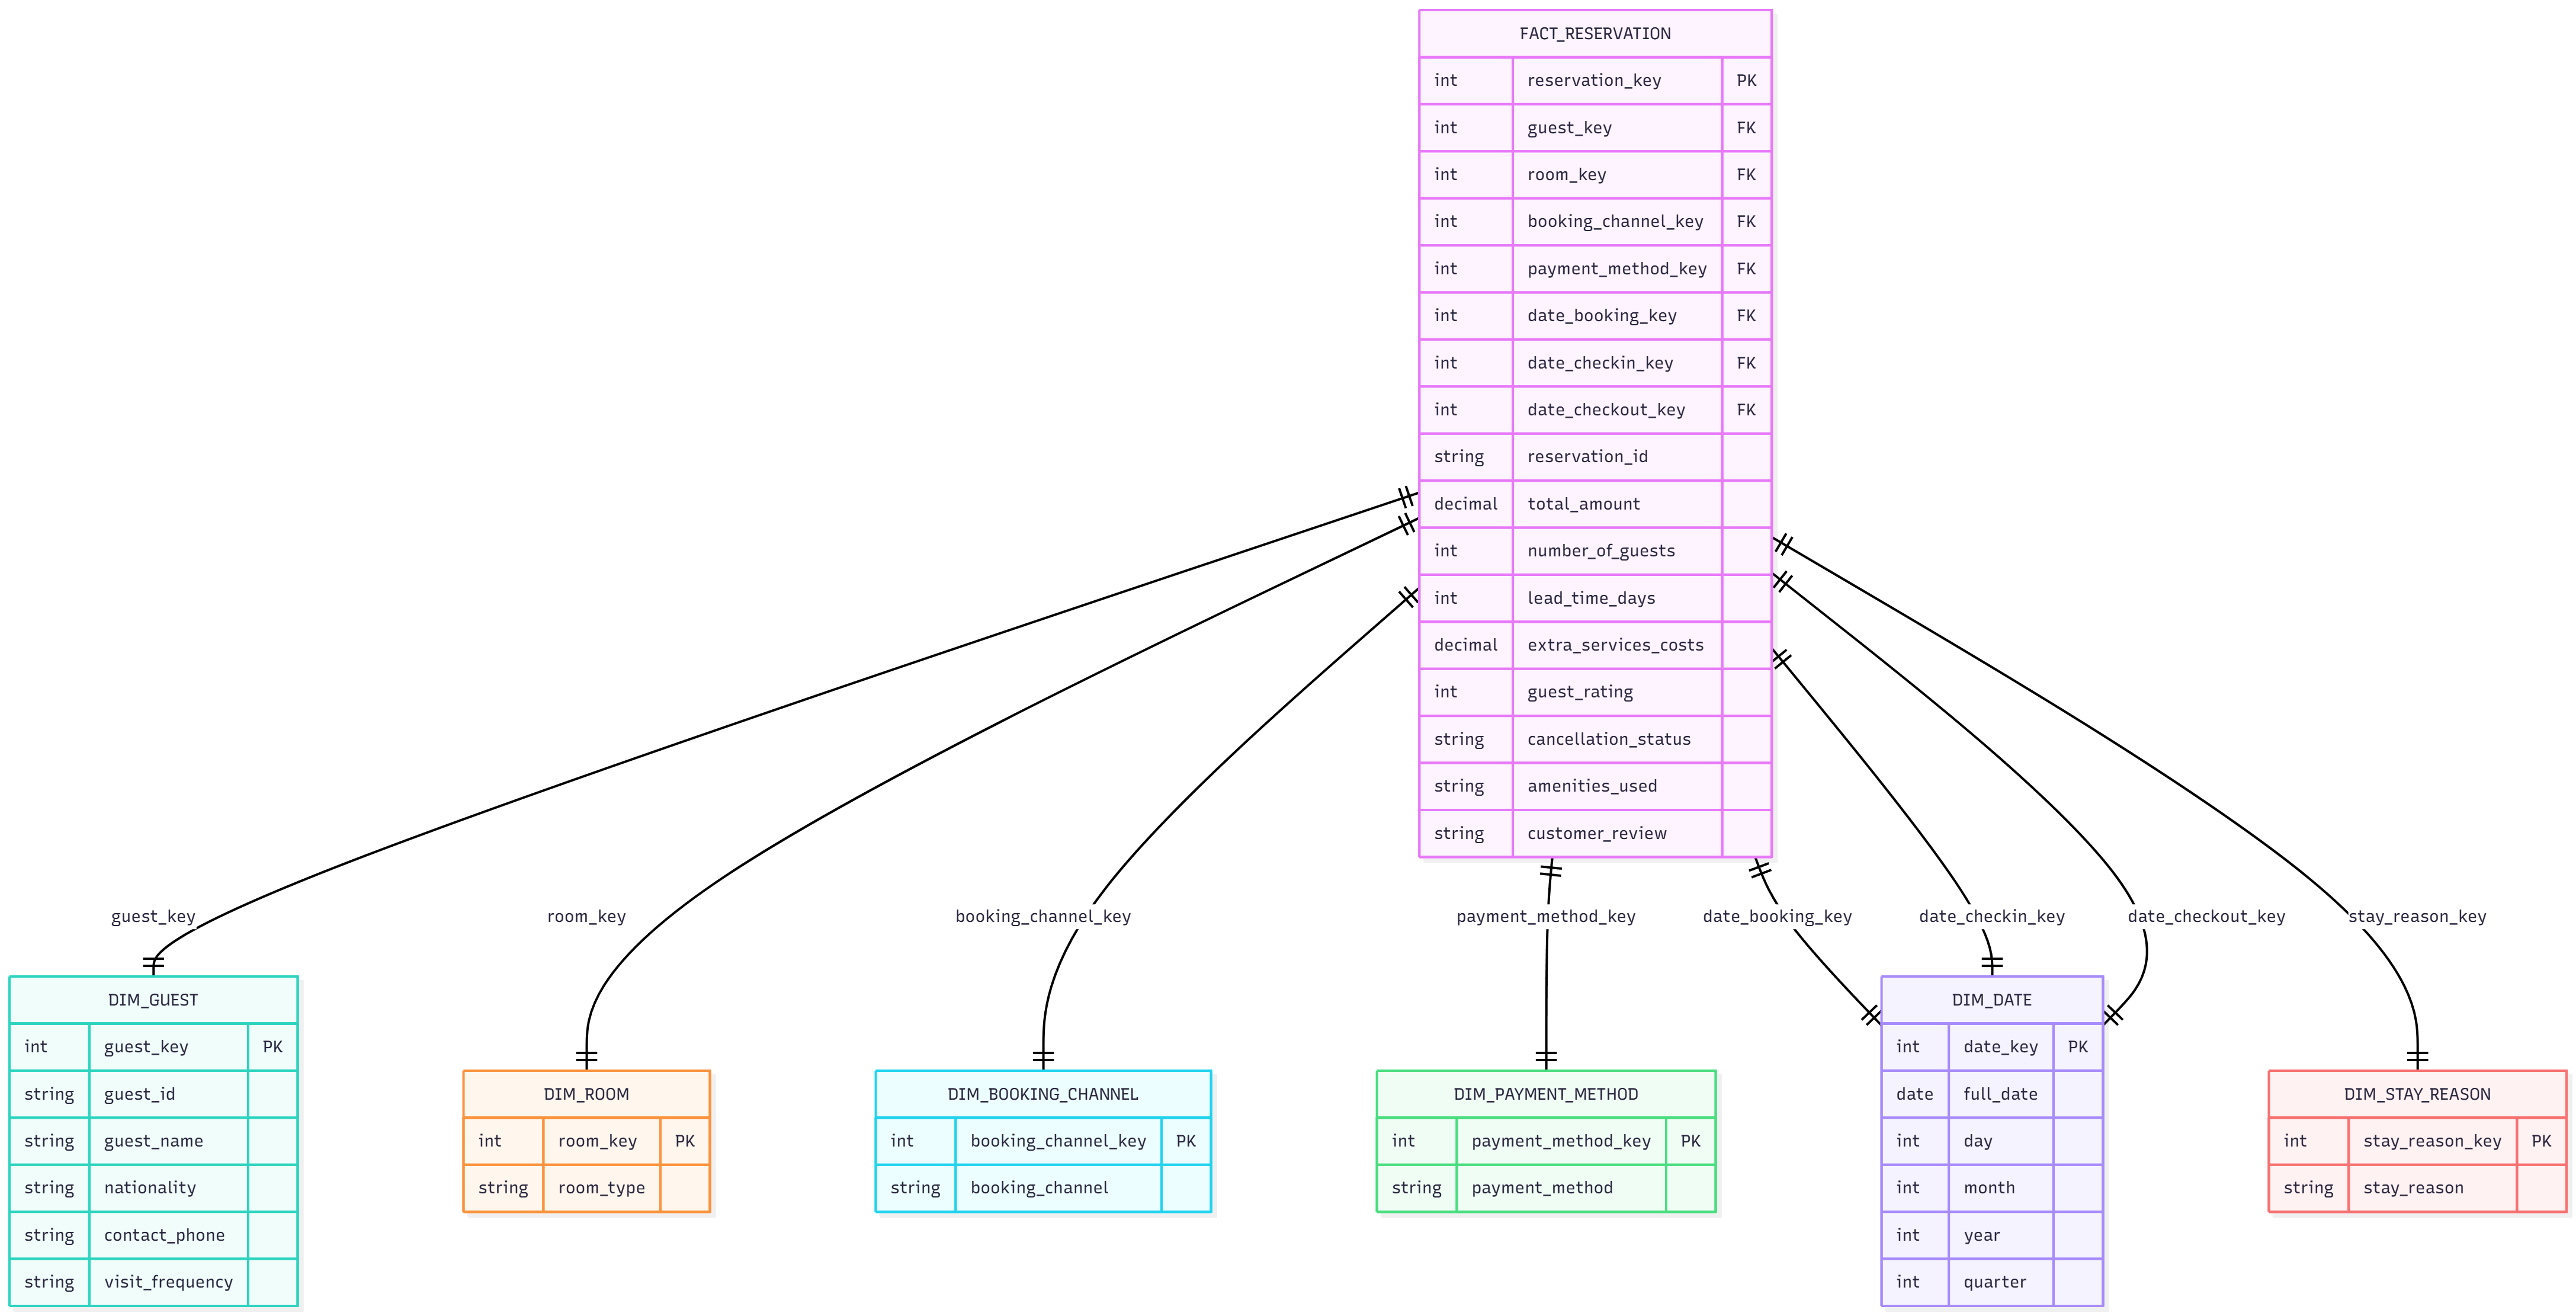 FACT_RESERVATION
int reservation_key PK
int guest_key FK
int room_key FK
int booking_channel_key FK
int payment_method_key FK
int date_booking_key FK
int date_checkin_key FK
int date_checkout_key FK
string reservation_id
decimal total_amount
int number_of_guests
int lead_time_days
decimal extra_services_costs
int guest_rating
string cancellation_status
string amenities_used
string customer_review
guest_key
room_key
booking_channel_key
payment_method_key
date_booking_key
date_checkin_key
date_checkout_key
stay_reason_key
DIM_GUEST
int guest_key PK
string guest_id
string guest_name
string nationality
string contact_phone
string visit_frequency
DIM_ROOM
int room_key PK
string room_type
DIM_BOOKING_CHANNEL
int booking_channel_key PK
string booking_channel
DIM_PAYMENT_METHOD
int payment_method_key PK
string payment_method
DIM_DATE
int date_key PK
date full_date
int day
int month
int year
int quarter
DIM_STAY_REASON
int stay_reason_key PK
string stay_reason